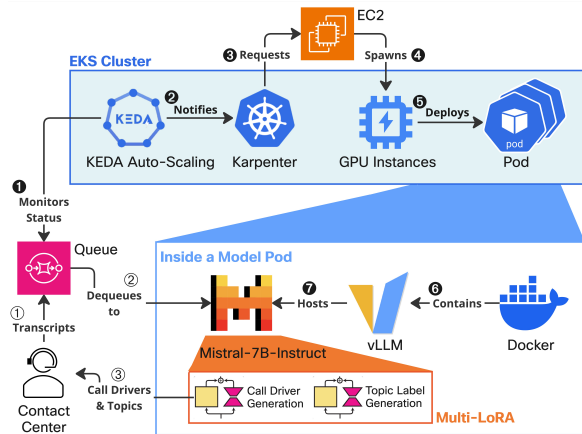 EC2
EKS Cluster
❸ Requests
Spawns ❹
❷
Notifies
❺
Deploys
KEDA
pod
KEDA Auto-Scaling
Karpenter
GPU Instances
Pod
❶
Monitors
Status
Queue
Inside a Model Pod
②
Dequeues
to
❼
Hosts
❻
Contains
①
Transcripts
vLLM
Docker
Mistral-7B-Instruct
③
Call Drivers
& Topics
Contact
Center
Call Driver
Generation
Topic Label
Generation
Multi-LoRA